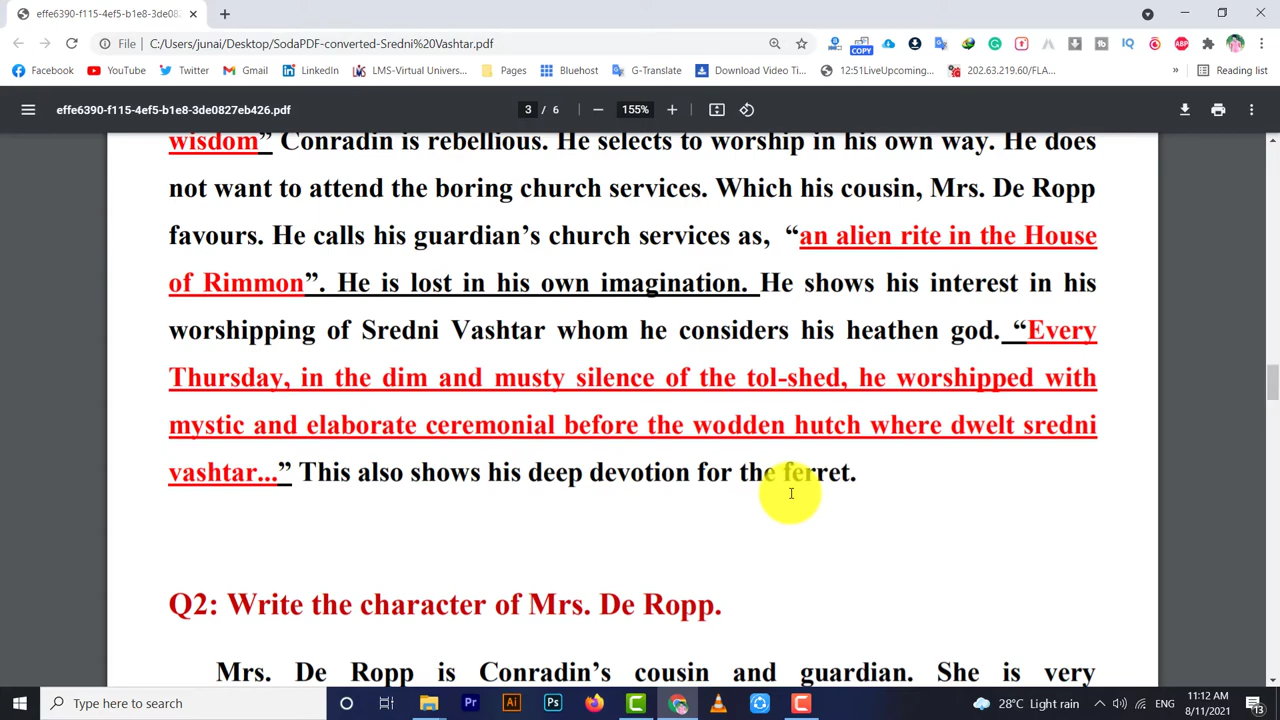 effe6390-f115-4ef5-b1e8-3de0827
File C:/Users/junai/Desktop/SodaPDF-converted-Sredni%20Vashtar.pdf
COPY
IQ
ABP
Facebook YouTube Twitter Gmail LinkedIn LMS-Virtual Univers... Pages Bluehost G-Translate Download Video Ti... 12:51LiveUpcoming... 202.63.219.60/FLA... » Reading list
effe6390-f115-4ef5-b1e8-3de0827eb426.pdf 3 / 6 155%
wisdom” Conradin is rebellious. He selects to worship in his own way. He does
not want to attend the boring church services. Which his cousin, Mrs. De Ropp
favours. He calls his guardian’s church services as, “an alien rite in the House
of Rimmon”. He is lost in his own imagination. He shows his interest in his
worshipping of Sredni Vashtar whom he considers his heathen god. “Every
Thursday, in the dim and musty silence of the tol-shed, he worshipped with
mystic and elaborate ceremonial before the wodden hutch where dwelt sredni
vashtar...” This also shows his deep devotion for the ferret.
Q2: Write the character of Mrs. De Ropp.
Mrs. De Ropp is Conradin’s cousin and guardian. She is very
Type here to search
Pr Ai Ps
28°C Light rain
ENG
11:12 AM
8/11/2021
13